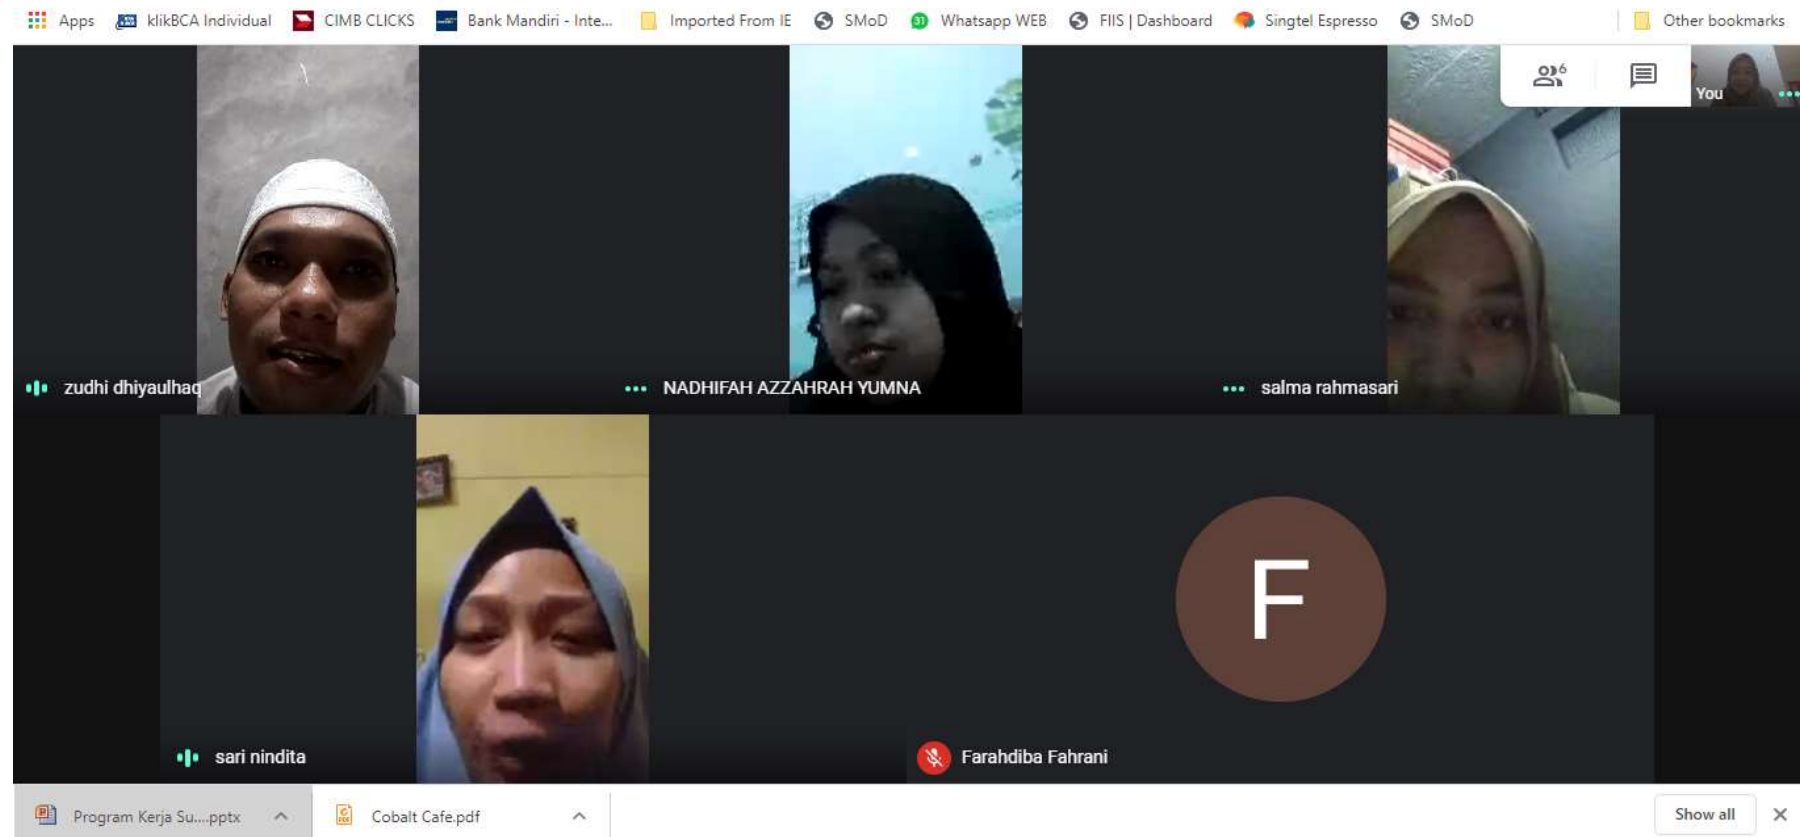 Apps klikBCA Individual CIMB CLICKS Bank Mandiri - Inte... Imported From IE SMoD 31 Whatsapp WEB FIIS | Dashboard Singtel Espresso SMoD Other bookmarks
6
You
zudhi dhiyaulhaq
NADHIFAH AZZAHRAH YUMNA
salma rahmasari
F
sari nindita
Farahdiba Fahrani
Program Kerja Su....pptx Cobalt Cafe.pdf Show all